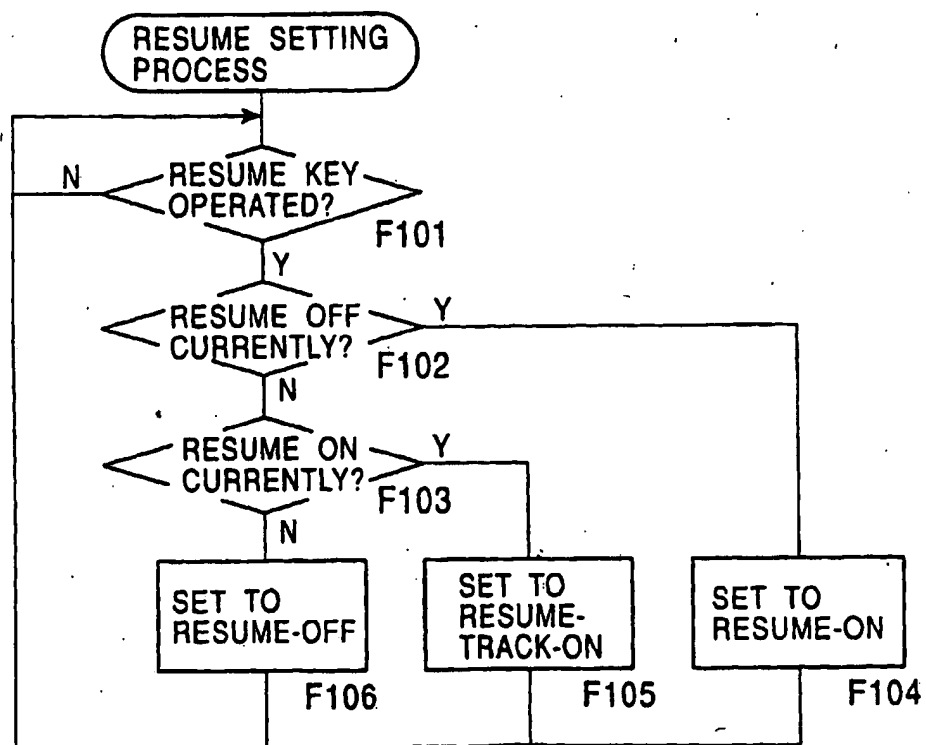 RESUME SETTING
PROCESS
N
RESUME KEY
OPERATED?
F101
Y
RESUME OFF
CURRENTLY?
Y
F102
N
RESUME ON
CURRENTLY?
Y
F103
N
SET TO
RESUME-OFF
F106
SET TO
RESUME-
TRACK-ON
F105
SET TO
RESUME-ON
F104